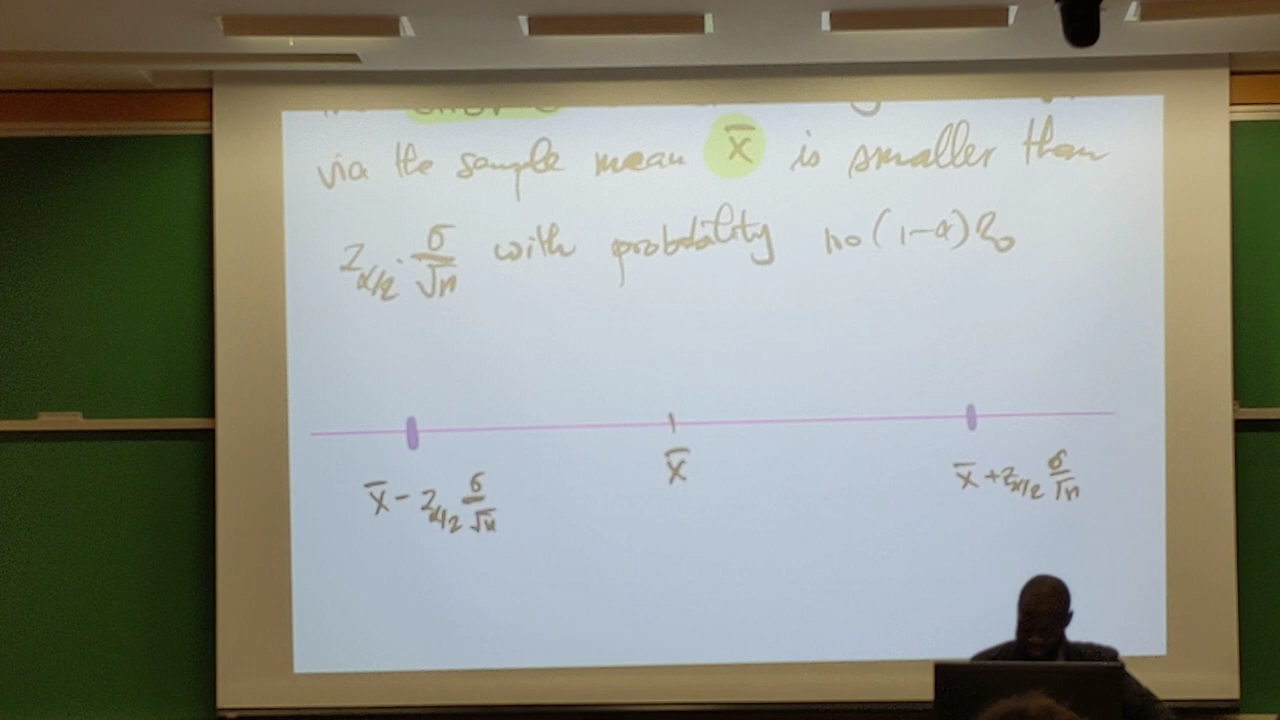 via the sample mean x̄ is smaller than
z_{α/2} · σ/√n with probability 100(1-α)%
x̄ - z_{α/2} σ/√n
x̄
x̄ + z_{α/2} σ/√n